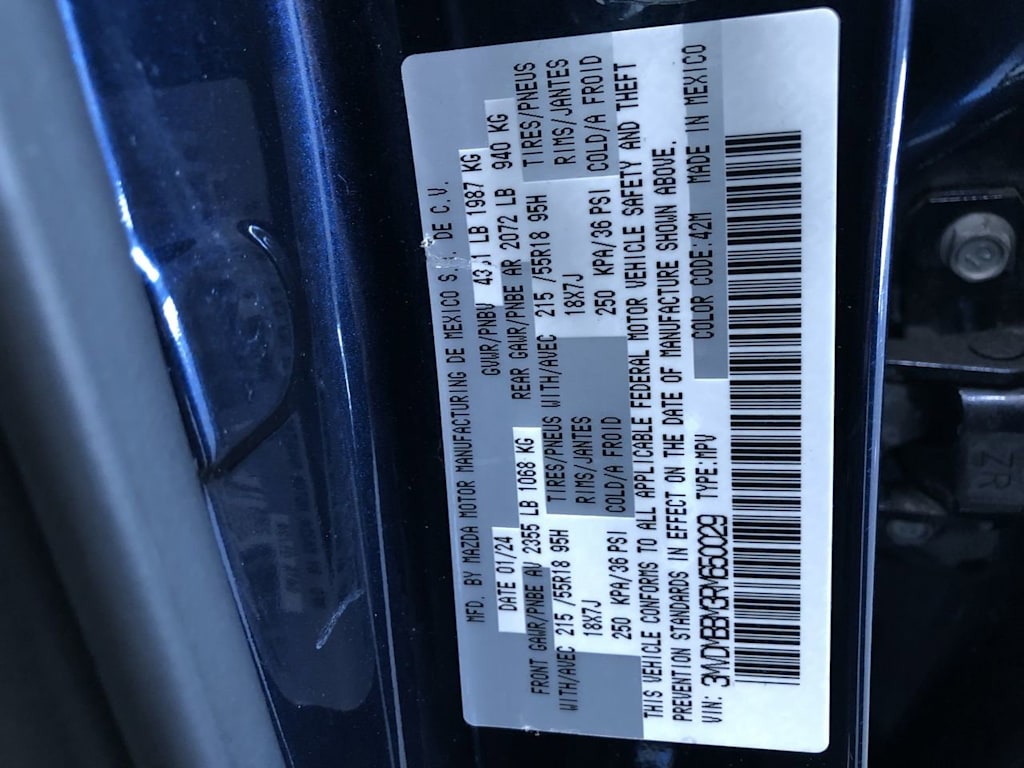 MFD. BY MAZDA MOTOR MANUFACTURING DE MEXICO S. DE C.V.
DATE 01/24 GVWR/PNBV LB 1987 KG
FRONT GAWR/PNBE AV 2355 LB 1068 KG REAR GAWR/PNBE AR 2072 LB 940 KG
WITH/AVEC 215 /55R18 95H TIRES/PNEUS WITH/AVEC 215 /55R18 95H TIRES/PNEUS
18X7J RIMS/JANTES 18X7J RIMS/JANTES
250 KPA/36 PSI COLD/A FROID 250 KPA/36 PSI COLD/A FROID
THIS VEHICLE CONFORMS TO ALL APPLICABLE FEDERAL MOTOR VEHICLE SAFETY AND THEFT
PREVENTION STANDARDS IN EFFECT ON THE DATE OF MANUFACTURE SHOWN ABOVE.
VIN: 3MVDMBBM3RM650029 TYPE:MPV COLOR CODE:42M MADE IN MEXICO
ZR